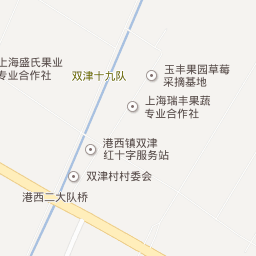 上海盛氏果业
专业合作社
双津十九队
玉丰果园草莓
采摘基地
上海瑞丰果蔬
专业合作社
港西镇双津
红十字服务站
双津村村委会
港西二大队桥